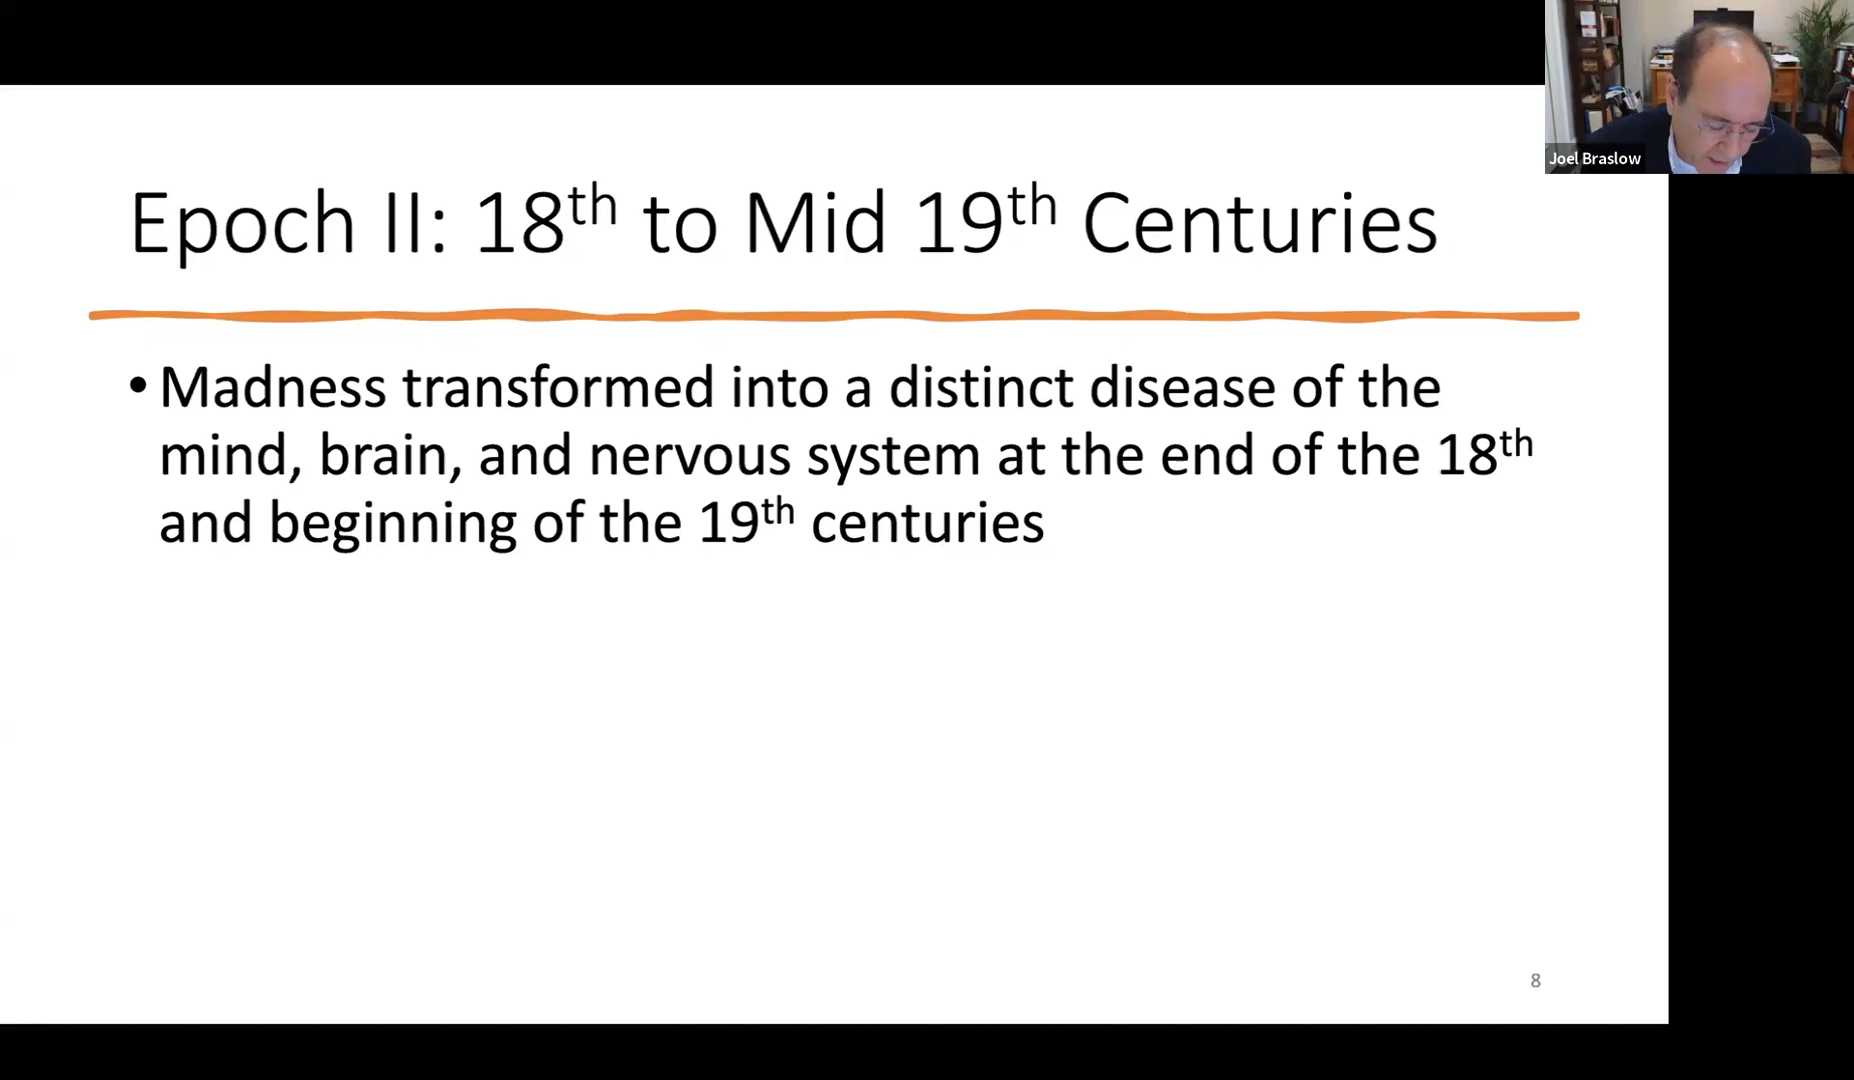 Joel Braslow
Epoch II: 18th to Mid 19th Centuries
• Madness transformed into a distinct disease of the
mind, brain, and nervous system at the end of the 18th
and beginning of the 19th centuries
8